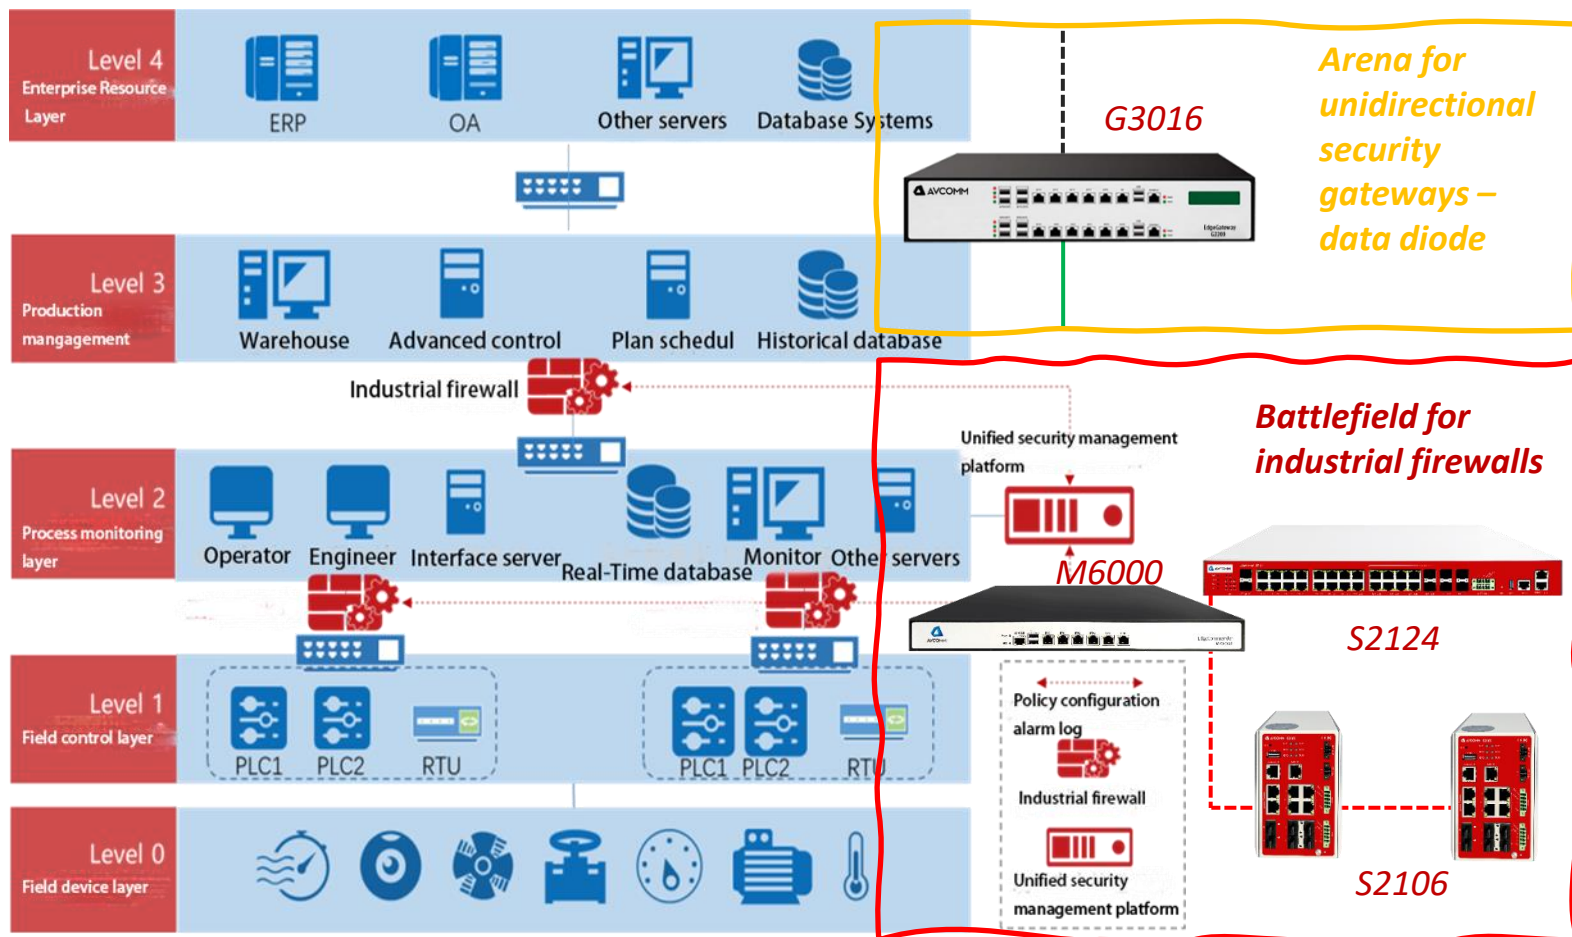 Level 4
Enterprise Resource
Layer
ERP
OA
Other servers
Database Systems
G3016
Arena for
unidirectional
security
gateways –
data diode
AVCOMM
EdgeGateway
Level 3
Production
mangagement
Warehouse
Advanced control
Plan schedul
Historical database
Industrial firewall
Battlefield for
industrial firewalls
Unified security management
platform
Level 2
Process monitoring
layer
Operator
Engineer
Interface server
Real-Time database
Monitor
Other servers
M6000
AVCOMM
AVCOMM
S2124
Level 1
Field control layer
PLC1
PLC2
RTU
PLC1
PLC2
RTU
Policy configuration
alarm log
Industrial firewall
Unified security
management platform
Level 0
Field device layer
S2106